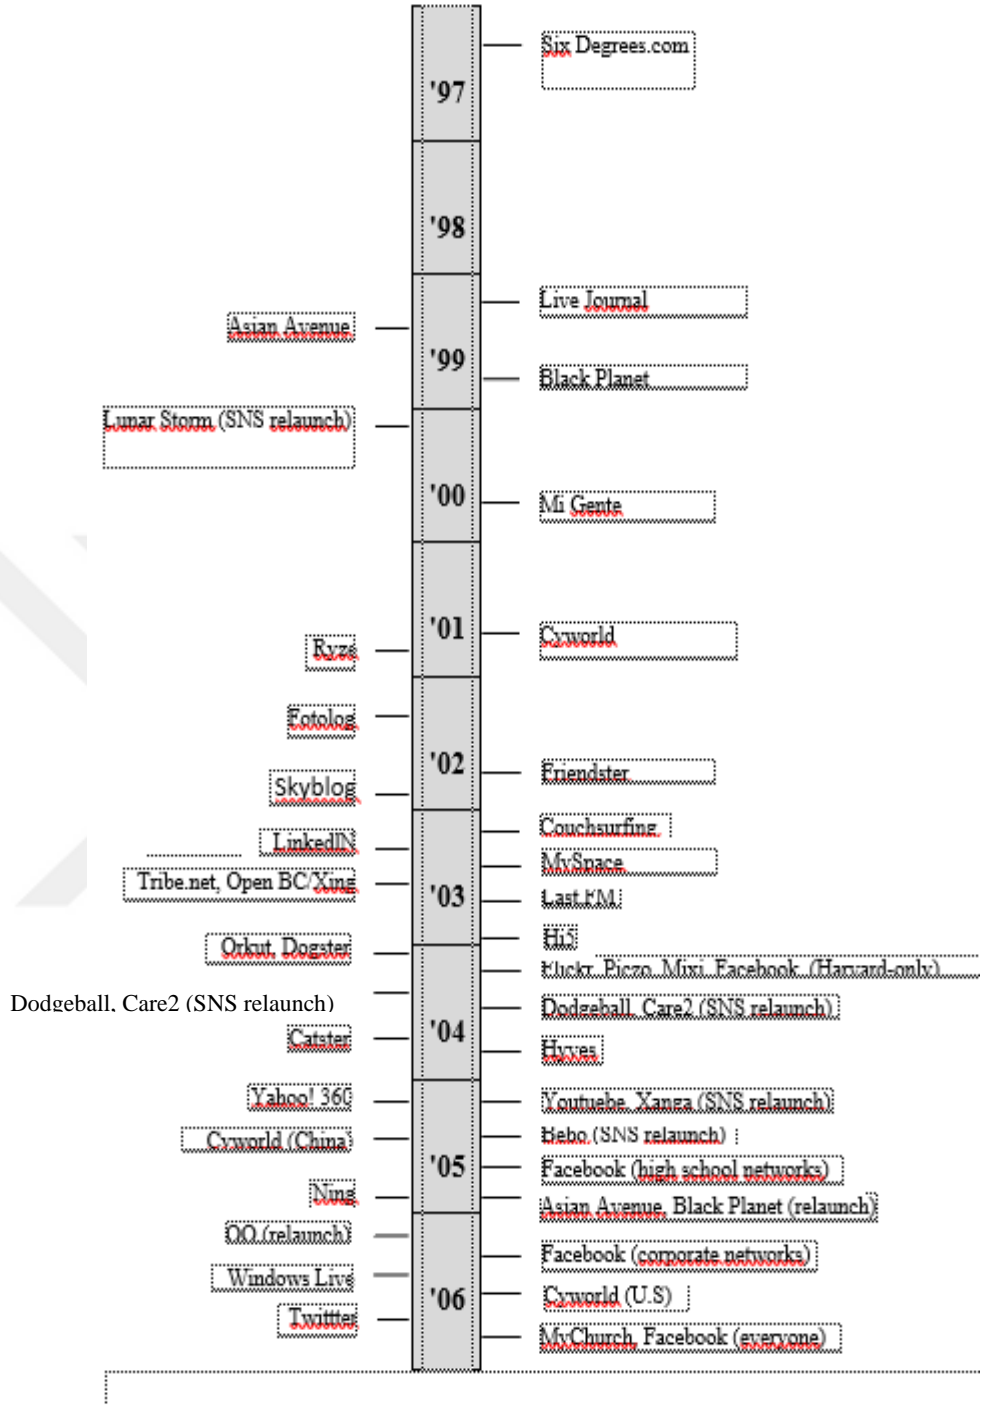 Six Degrees.com
'97
'98
Live Journal
Asian Avenue
'99
Black Planet
Lunar Storm (SNS relaunch)
'00
Mi Gente
'01
Cyworld
Ryze
Fotolog
'02
Friendster
Skyblog
Couchsurfing
LinkedIN
MySpace
Tribe.net, Open BC/Xing
'03
Last.FM
Hi5
Orkut, Dogster
Flickr, Piczo, Mixi, Facebook, (Harvard-only)
Dodgeball, Care2 (SNS relaunch)
Dodgeball, Care2 (SNS relaunch)
'04
Catster
Hyves
Yahoo! 360
Youtuebe, Xanga (SNS relaunch)
Cyworld (China)
Bebo (SNS relaunch)
'05
Facebook (high school networks)
Ning
Asian Avenue, Black Planet (relaunch)
QQ (relaunch)
Facebook (corporate networks)
Windows Live
'06
Cyworld (U.S)
Twittter
MyChurch, Facebook (everyone)